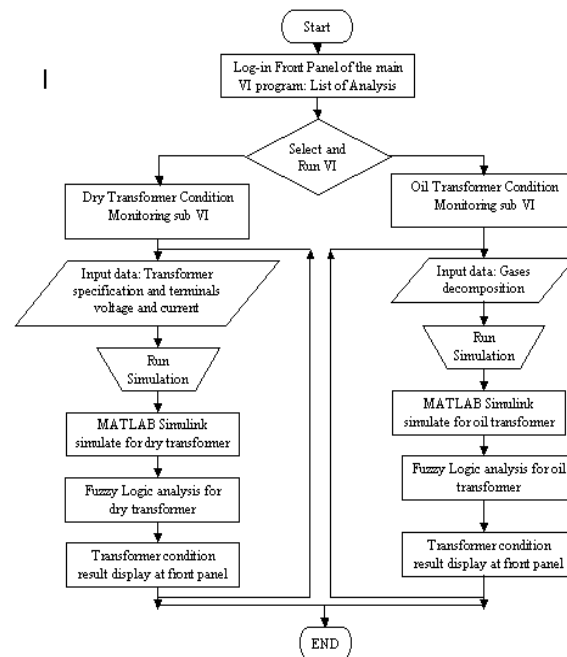 Start
Log-in Front Panel of the main
VI program: List of Analysis
Select and
Run VI
Dry Transformer Condition
Monitoring sub VI
Input data: Transformer
specification and terminals
voltage and current
Run
Simulation
MATLAB Simulink
simulate for dry transformer
Fuzzy Logic analysis for
dry transformer
Transformer condition
result display at front panel
Oil Transformer Condition
Monitoring sub VI
Input data: Gases
decomposition
Run
Simulation
MATLAB Simulink
simulate for oil transformer
Fuzzy Logic analysis for oil
transformer
Transformer condition
result display at front panel
END